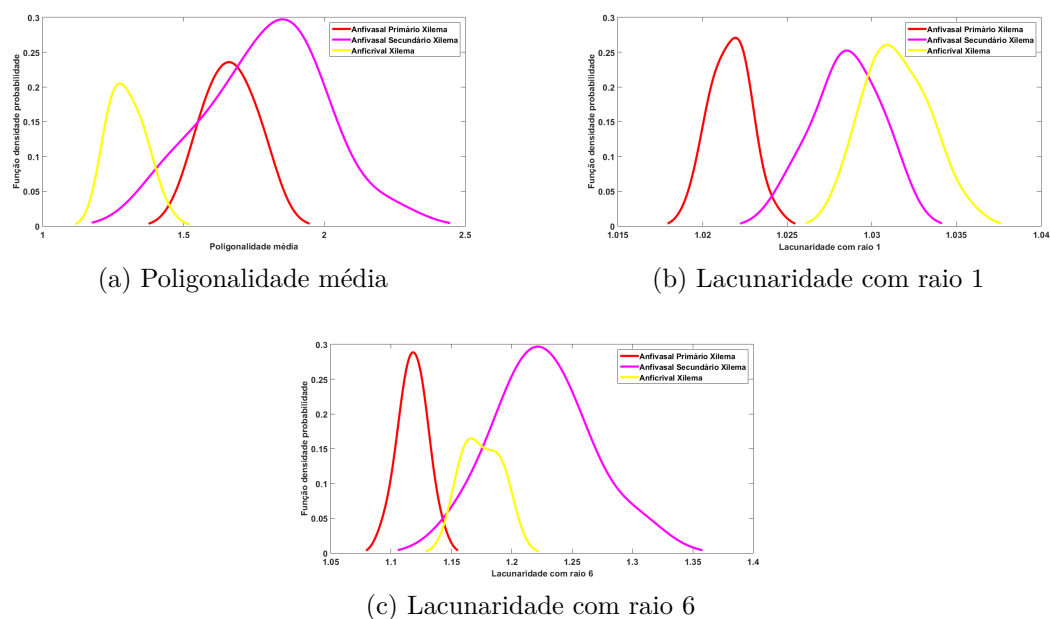 0.3
0.25
0.2
0.15
0.1
0.05
0
Função densidade probabilidade
Anfivasal Primário Xilema
Anfivasal Secundário Xilema
Anficrival Xilema
1 1.5 2 2.5
Poligonalidade média
(a) Poligonalidade média
0.3
0.25
0.2
0.15
0.1
0.05
0
Função densidade probabilidade
Anfivasal Primário Xilema
Anfivasal Secundário Xilema
Anficrival Xilema
1.015 1.02 1.025 1.03 1.035 1.04
Lacunaridade com raio 1
(b) Lacunaridade com raio 1
0.3
0.25
0.2
0.15
0.1
0.05
0
Função densidade probabilidade
Anfivasal Primário Xilema
Anfivasal Secundário Xilema
Anficrival Xilema
1.05 1.1 1.15 1.2 1.25 1.3 1.35 1.4
Lacunaridade com raio 6
(c) Lacunaridade com raio 6